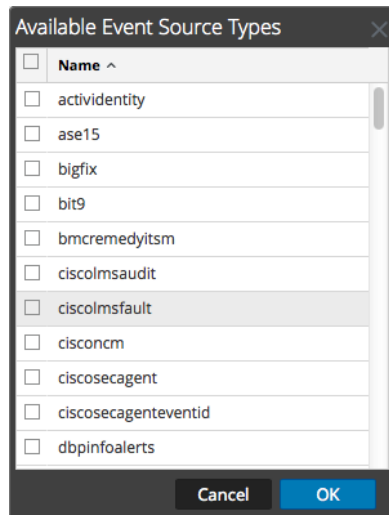 Available Event Source Types
Name
actividentity
ase15
bigfix
bit9
bmcremedyitsm
ciscolmsaudit
ciscolmsfault
cisconcm
ciscosecagent
ciscosecagenteventid
dbpinfoalerts
Cancel OK